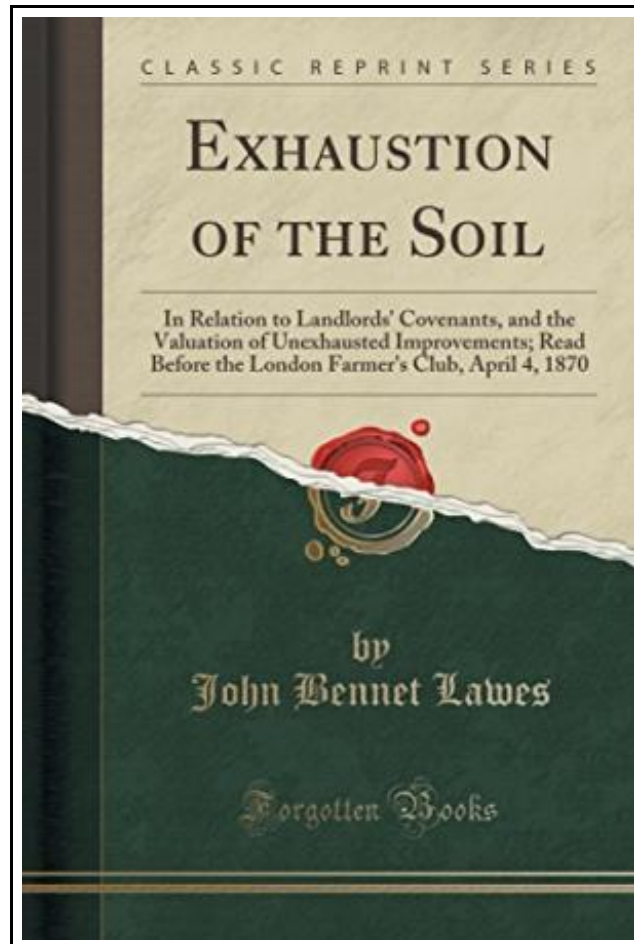 CLASSIC REPRINT SERIES
EXHAUSTION
OF THE SOIL
In Relation to Landlords' Covenants, and the
Valuation of Unexhausted Improvements; Read
Before the London Farmer's Club, April 4, 1870
by
John Bennet Lawes
Forgotten Books